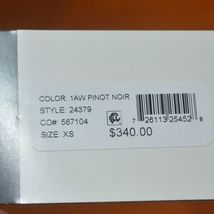 COLOR: 1AW PINOT NOIR
STYLE: 24379
CO#: 567104
SIZE: XS
7 26113 25452 8
$340.00